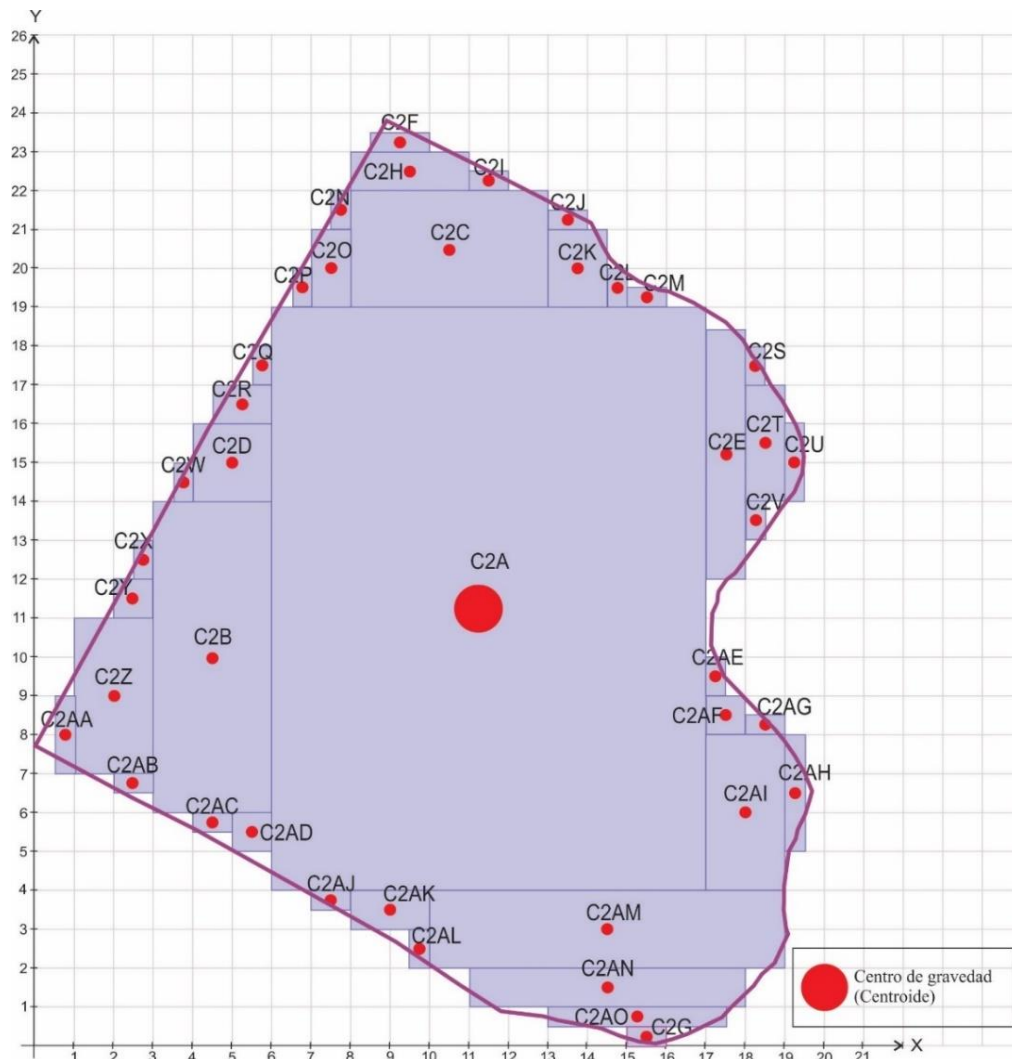 Y
26
25
24
C2F
23
C2H C2I
22
C2N C2J
21
C2O C2C C2K
20
C2P C2L C2M
19
18
C2Q C2S
17
C2R
16
C2D C2E C2T C2U
15
C2W
14
C2V
13
C2X
C2A
12
C2Y
11
C2B
10
C2AE
9
C2Z
C2AA C2AF C2AG
8
C2AB C2AH
7
C2AC C2AI
6
C2AD
5
C2AJ C2AK
4
C2AM
3
C2AL
2
C2AN
Centro de gravedad
(Centroide)
1
C2AO C2G
1 2 3 4 5 6 7 8 9 10 11 12 13 14 15 16 17 18 19 20 21 X